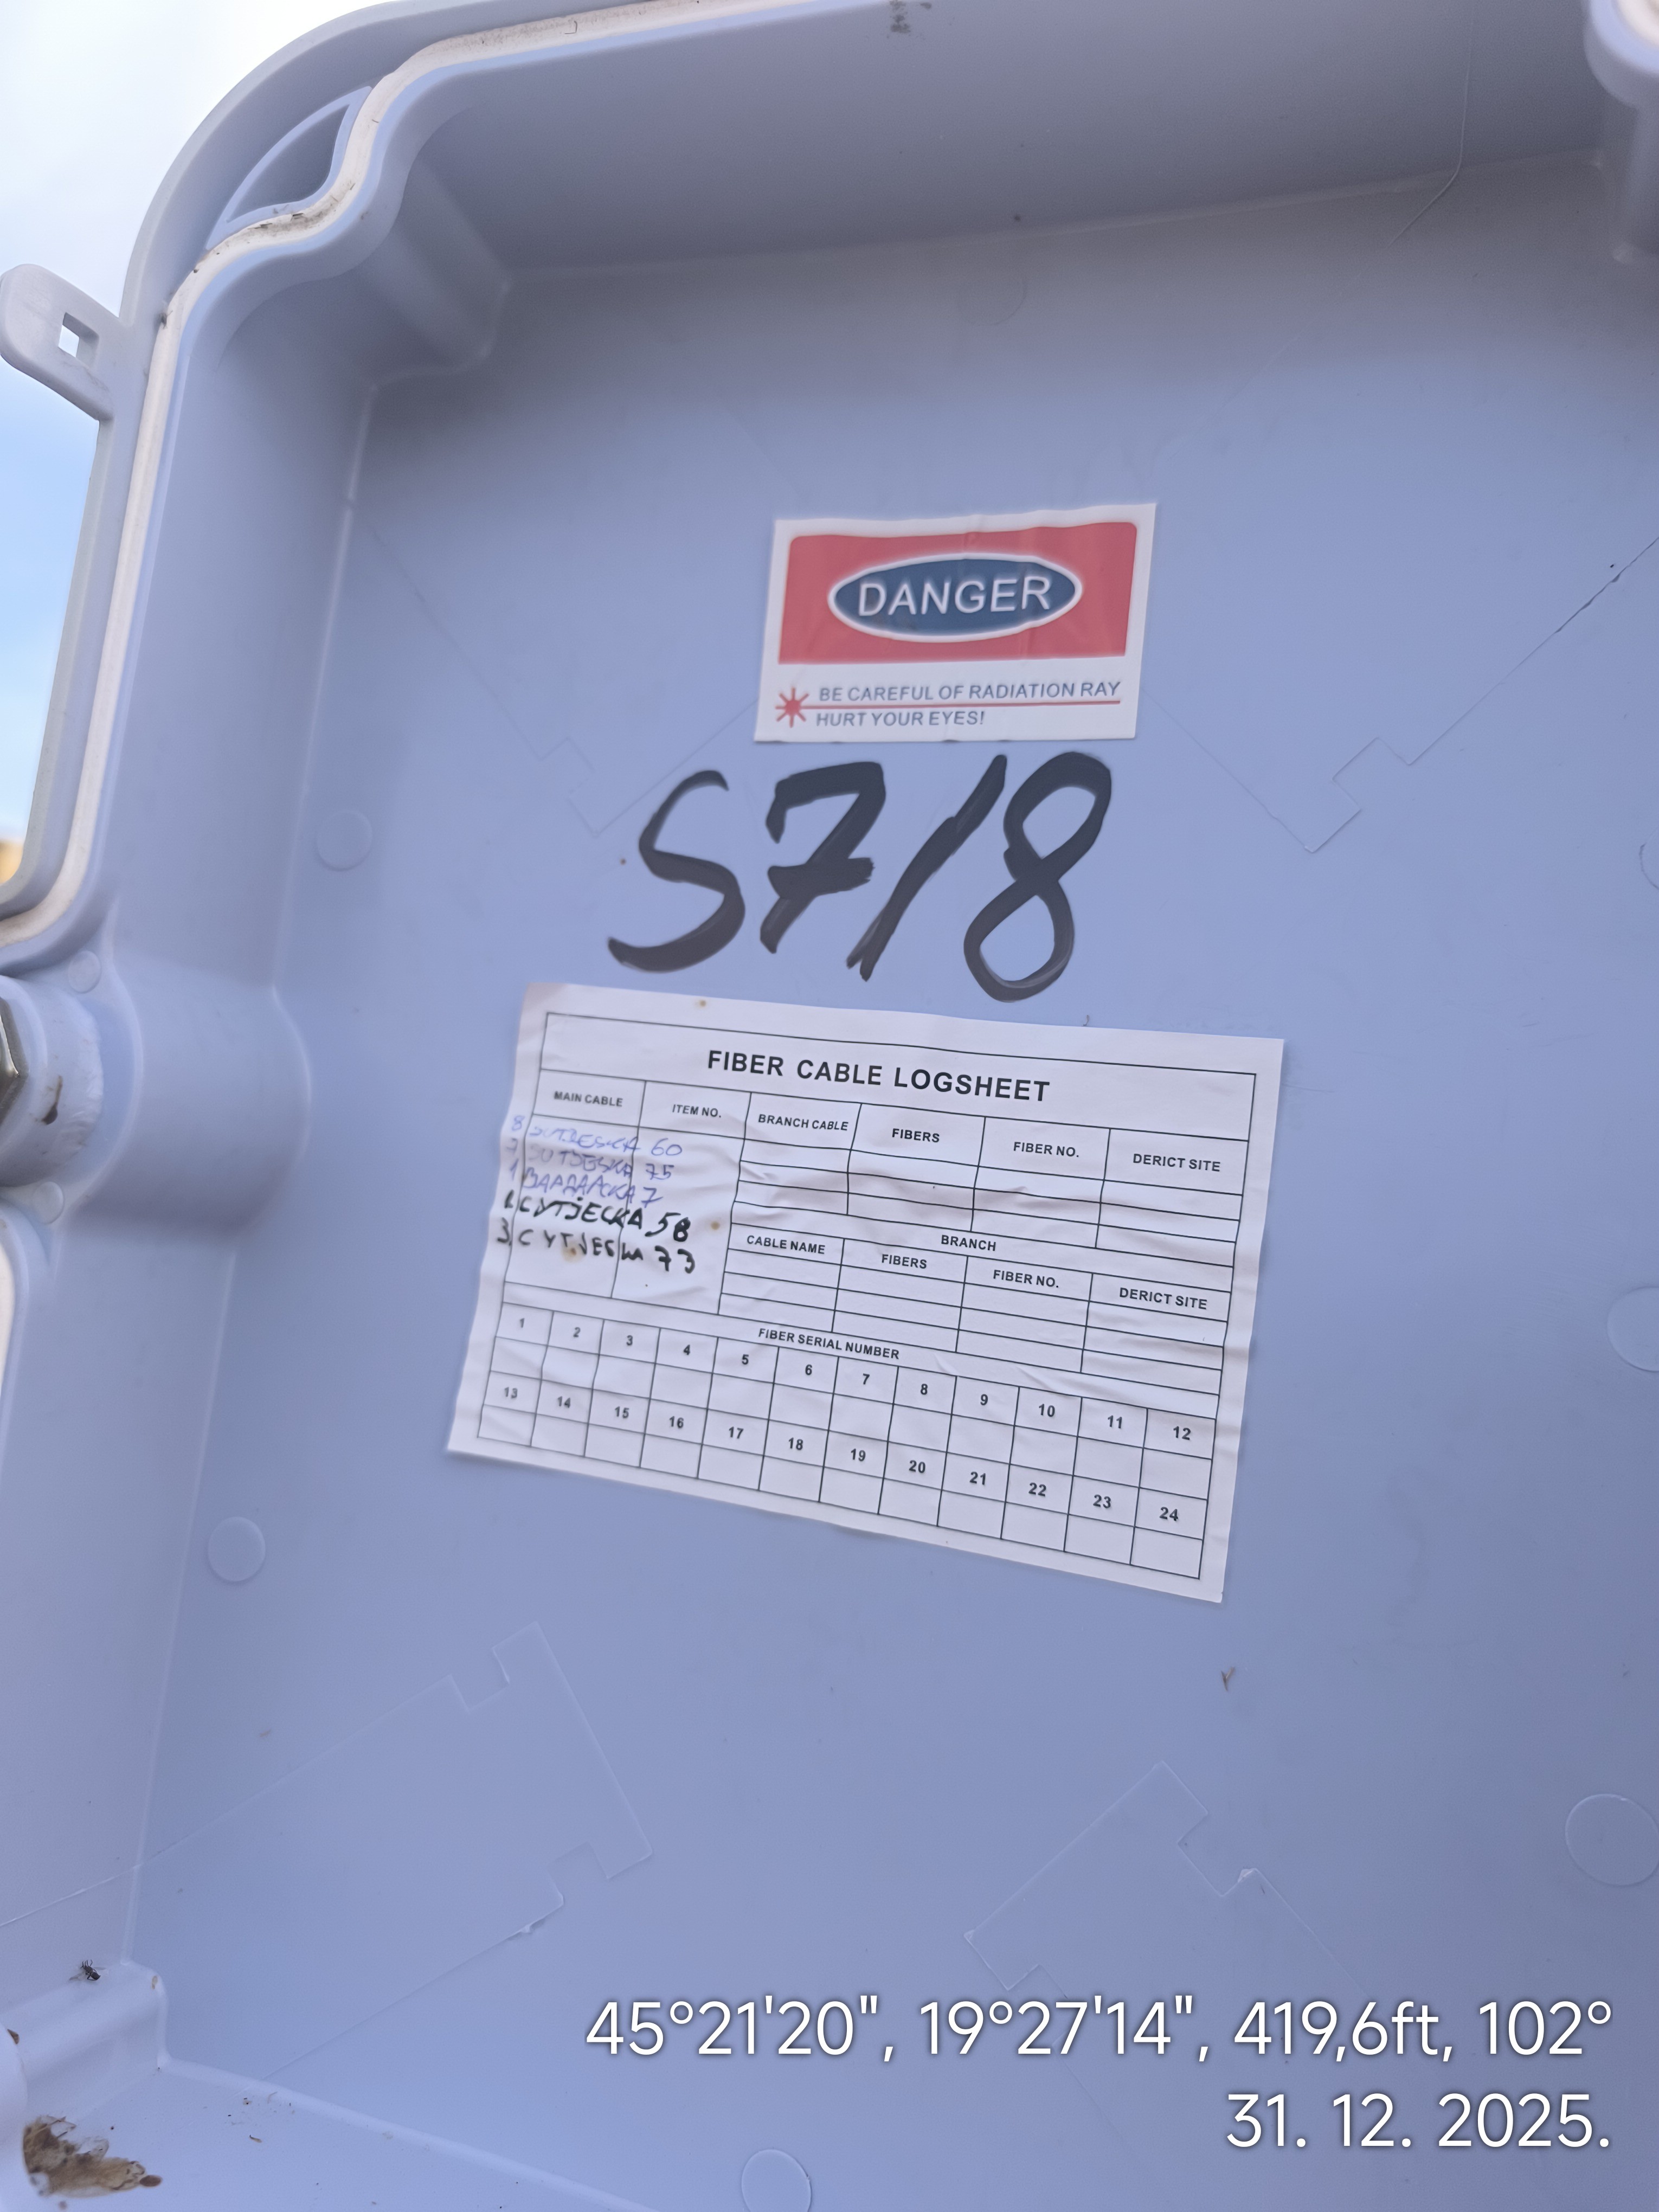 DANGER
BE CAREFUL OF RADIATION RAY
HURT YOUR EYES!
S7/8
FIBER CABLE LOGSHEET
MAIN CABLE ITEM NO. BRANCH CABLE FIBERS FIBER NO. DERICT SITE
8 SUTJESKA 60
7 SUTJESKA 75
1 ВАРДАРСКА 7
СУТЈЕСКА 58
3 СУТЈЕСКА 73
BRANCH
CABLE NAME FIBERS FIBER NO. DERICT SITE
FIBER SERIAL NUMBER
1 2 3 4 5 6 7 8 9 10 11 12
13 14 15 16 17 18 19 20 21 22 23 24
45°21'20", 19°27'14", 419,6ft, 102°
31. 12. 2025.